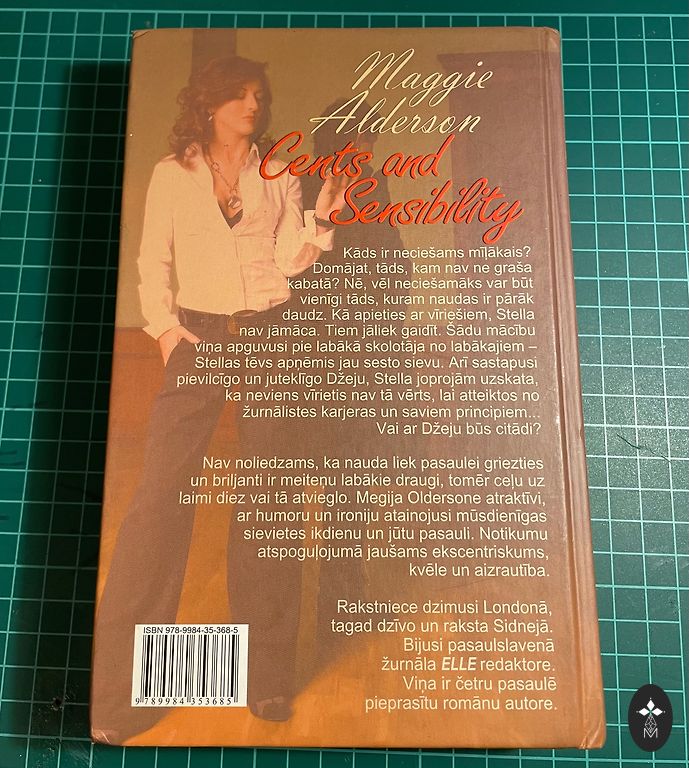 Maggie
Alderson
Cents and
Sensibility
Kāds ir neciešams mīļākais?
Domājat, tāds, kam nav ne graša
kabatā? Nē, vēl neciešamāks var būt
vienīgi tāds, kuram naudas ir pārāk
daudz. Kā apieties ar vīriešiem, Stella
nav jāmāca. Tiem jāliek gaidīt. Šādu mācību
viņa apguvusi pie labākā skolotāja no labākajiem –
Stellas tēvs apņēmis jau sesto sievu. Arī sastapusi
pievilcīgo un juteklīgo Džeju, Stella joprojām uzskata,
ka neviens vīrietis nav tā vērts, lai atteiktos no
žurnālistes karjeras un saviem principiem...
Vai ar Džeju būs citādi?
Nav noliedzams, ka nauda liek pasaulei griezties
un briljanti ir meiteņu labākie draugi, tomēr ceļu uz
laimi diez vai tā atvieglo. Megija Oldersone atraktīvi,
ar humoru un ironiju atainojusi mūsdienīgas
sievietes ikdienu un jūtu pasauli. Notikumu
atspoguļojumā jaušams ekscentriskums,
kvēle un aizrautība.
Rakstniece dzimusi Londonā,
tagad dzīvo un raksta Sidnejā.
Bijusi pasaulslavenā
žurnāla ELLE redaktore.
Viņa ir četru pasaulē
pieprasītu romānu autore.
ISBN 978-9984-35-368-5
9 789984 353685